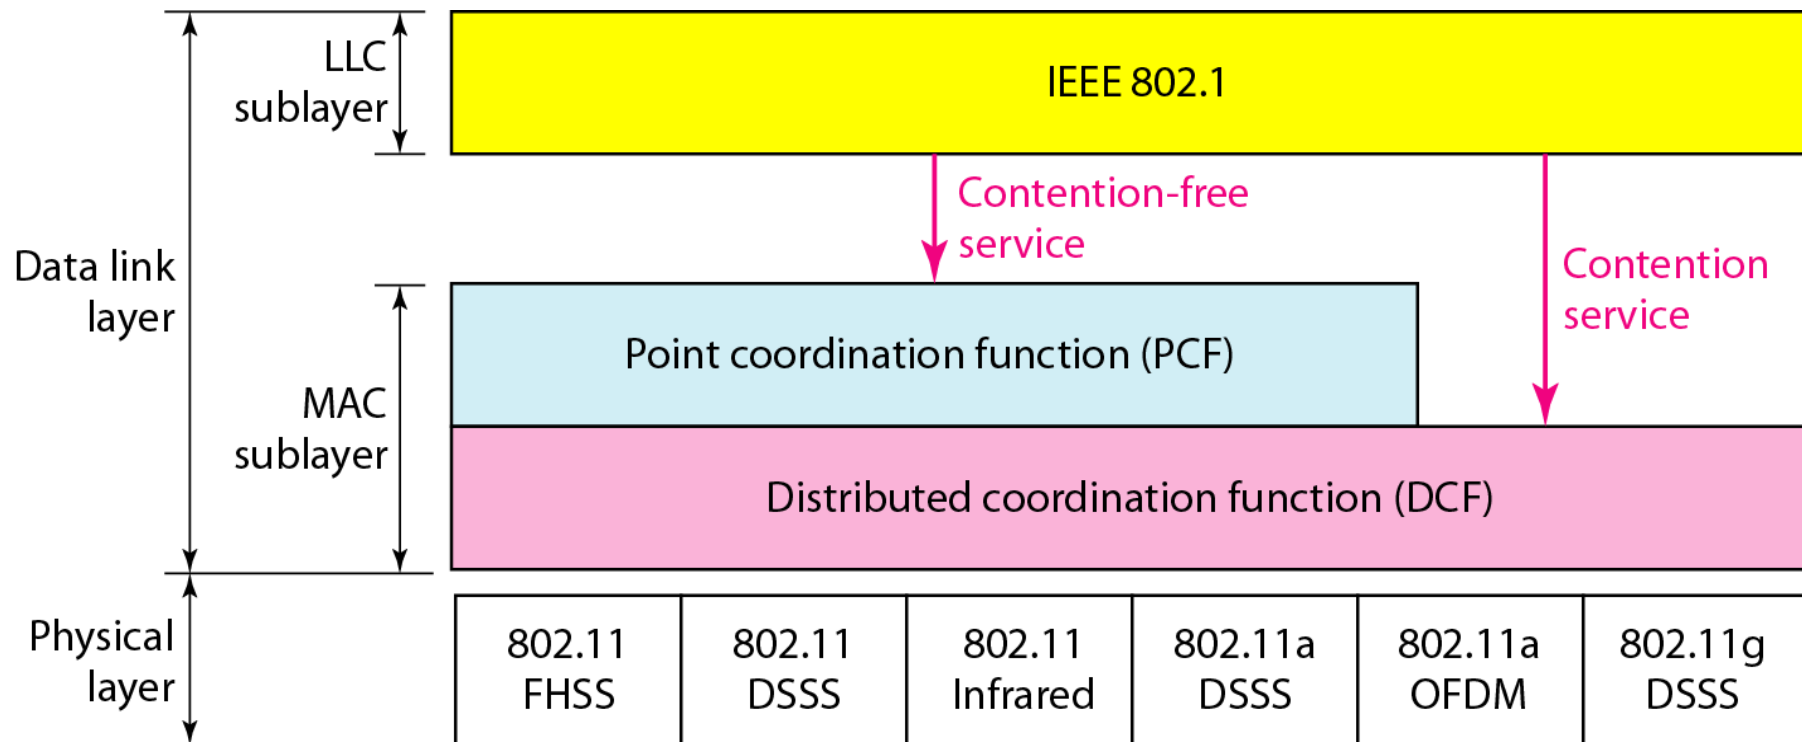 LLC
sublayer
IEEE 802.1
Contention-free
service
Contention
service
Data link
layer
Point coordination function (PCF)
MAC
sublayer
Distributed coordination function (DCF)
Physical
layer
802.11
FHSS
802.11
DSSS
802.11
Infrared
802.11a
DSSS
802.11a
OFDM
802.11g
DSSS